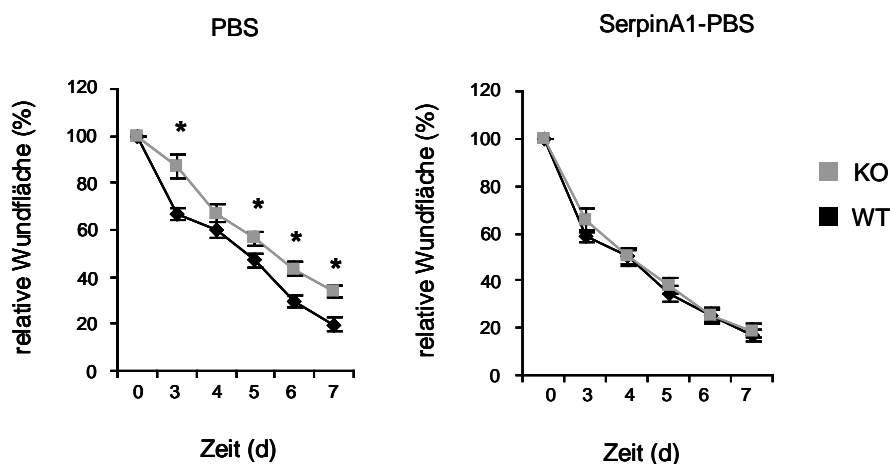 PBS
SerpinA1-PBS
relative Wundfläche (%)
120
100
80
60
40
20
0
*
*
*
*
0 3 4 5 6 7
Zeit (d)
relative Wundfläche (%)
120
100
80
60
40
20
0
0 3 4 5 6 7
Zeit (d)
KO
WT